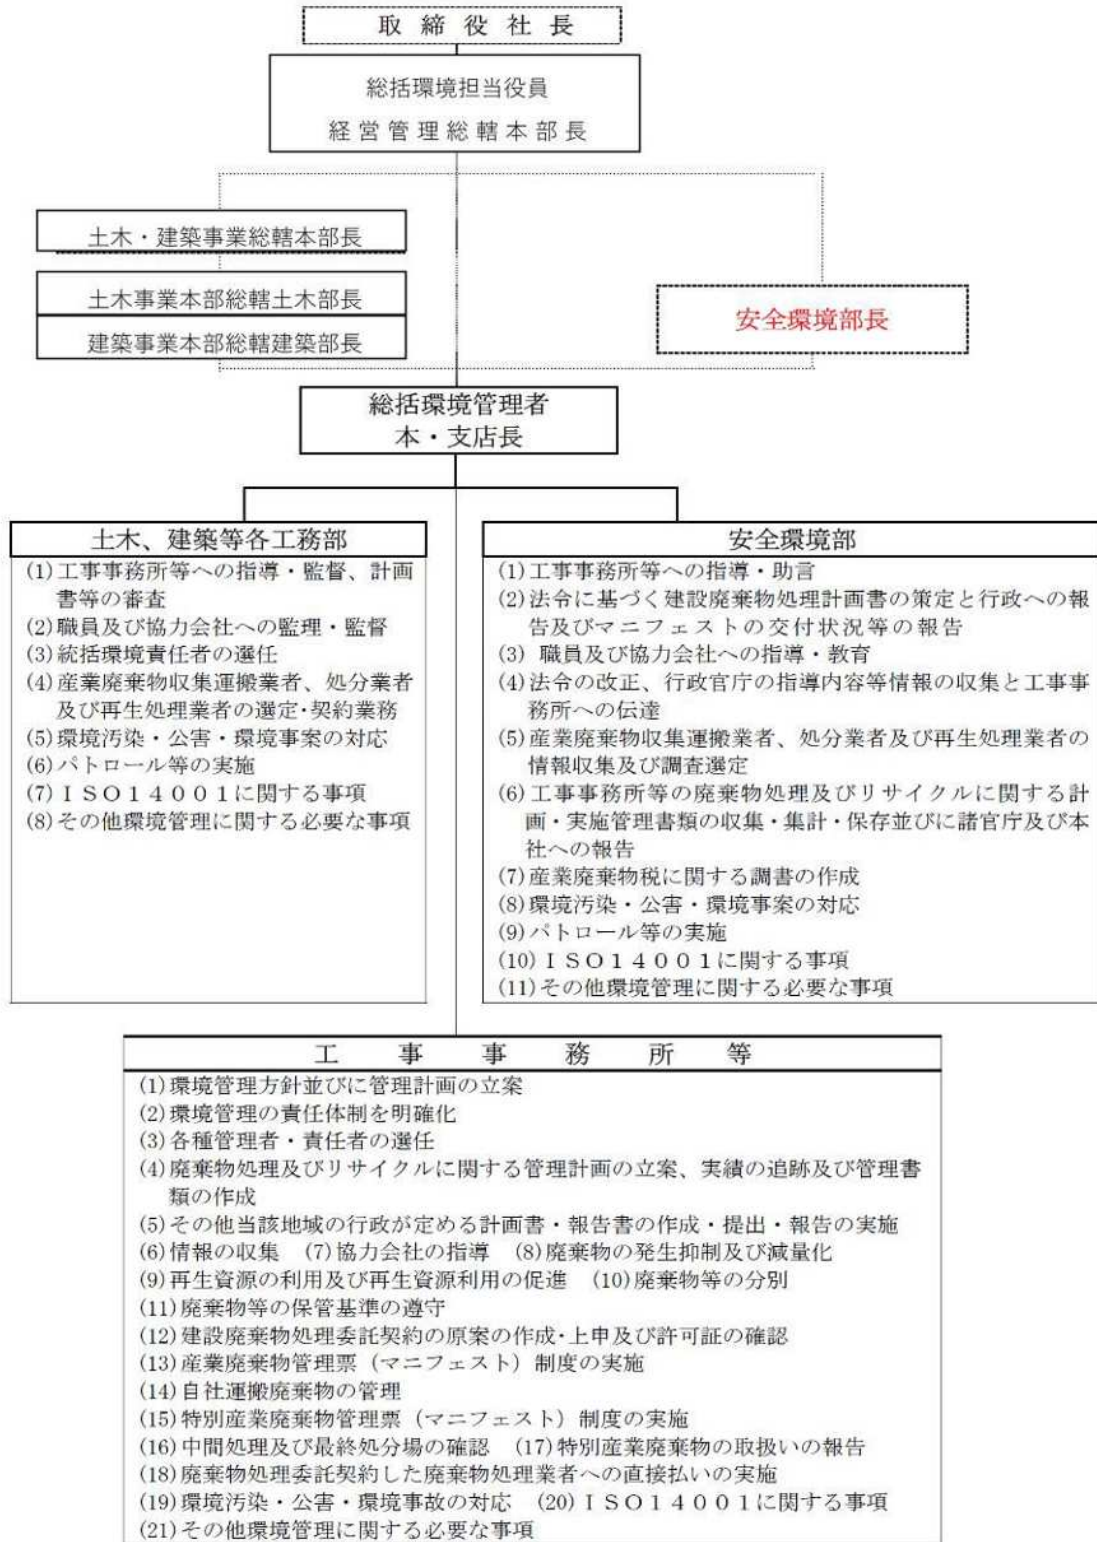 取締役社長
総括環境担当役員
経営管理総轄本部長
土木・建築事業総轄本部長
土木事業本部総轄土木部長
建築事業本部総轄建築部長
安全環境部長
総括環境管理者
本・支店長
土木、建築等各工務部
(1)工事事務所等への指導・監督、計画
書等の審査
(2)職員及び協力会社への監理・監督
(3)統括環境責任者の選任
(4)産業廃棄物収集運搬業者、処分業者
及び再生処理業者の選定・契約業務
(5)環境汚染・公害・環境事案の対応
(6)パトロール等の実施
(7)ＩＳＯ１４００１に関する事項
(8)その他環境管理に関する必要な事項
安全環境部
(1)工事事務所等への指導・助言
(2)法令に基づく建設廃棄物処理計画書の策定と行政への報
告及びマニフェストの交付状況等の報告
(3) 職員及び協力会社への指導・教育
(4)法令の改正、行政官庁の指導内容等情報の収集と工事事
務所への伝達
(5)産業廃棄物収集運搬業者、処分業者及び再生処理業者の
情報収集及び調査選定
(6)工事事務所等の廃棄物処理及びリサイクルに関する計
画・実施管理書類の収集・集計・保存並びに諸官庁及び本
社への報告
(7)産業廃棄物税に関する調書の作成
(8)環境汚染・公害・環境事案の対応
(9)パトロール等の実施
(10)ＩＳＯ１４００１に関する事項
(11)その他環境管理に関する必要な事項
工事事務所等
(1)環境管理方針並びに管理計画の立案
(2)環境管理の責任体制を明確化
(3)各種管理者・責任者の選任
(4)廃棄物処理及びリサイクルに関する管理計画の立案、実績の追跡及び管理書
類の作成
(5)その他当該地域の行政が定める計画書・報告書の作成・提出・報告の実施
(6)情報の収集　(7)協力会社の指導　(8)廃棄物の発生抑制及び減量化
(9)再生資源の利用及び再生資源利用の促進　(10)廃棄物等の分別
(11)廃棄物等の保管基準の遵守
(12)建設廃棄物処理委託契約の原案の作成・上申及び許可証の確認
(13)産業廃棄物管理票（マニフェスト）制度の実施
(14)自社運搬廃棄物の管理
(15)特別産業廃棄物管理票（マニフェスト）制度の実施
(16)中間処理及び最終処分場の確認　(17)特別産業廃棄物の取扱いの報告
(18)廃棄物処理委託契約した廃棄物処理業者への直接払いの実施
(19)環境汚染・公害・環境事故の対応　(20)ＩＳＯ１４００１に関する事項
(21)その他環境管理に関する必要な事項